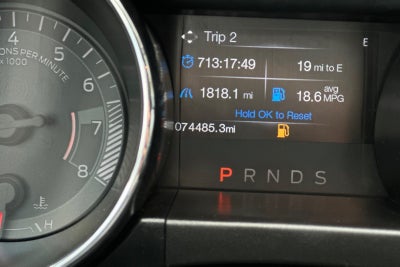 Trip 2
E
713:17:49
19 mi to E
1818.1 mi
18.6 avg MPG
Hold OK to Reset
074485.3mi
P R N D S
5
6
7
8
x 1000
H